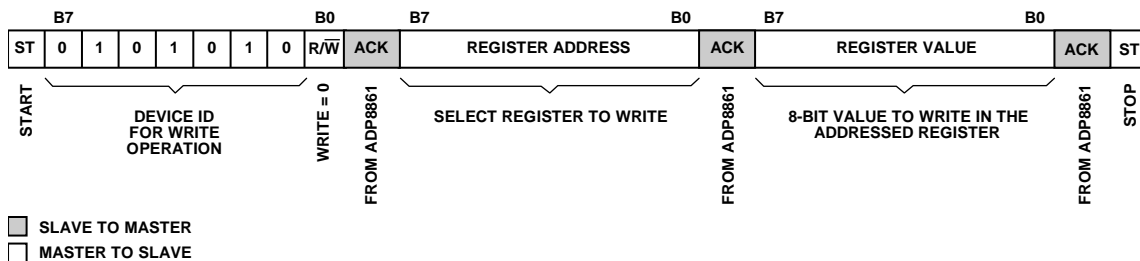 B7 B0 B7 B0 B7 B0
ST 0 1 0 1 0 1 0 R/W̅ ACK REGISTER ADDRESS ACK REGISTER VALUE ACK ST
START
DEVICE ID
FOR WRITE
OPERATION
WRITE = 0
FROM ADP8861
SELECT REGISTER TO WRITE
FROM ADP8861
8-BIT VALUE TO WRITE IN THE
ADDRESSED REGISTER
FROM ADP8861
STOP
SLAVE TO MASTER
MASTER TO SLAVE